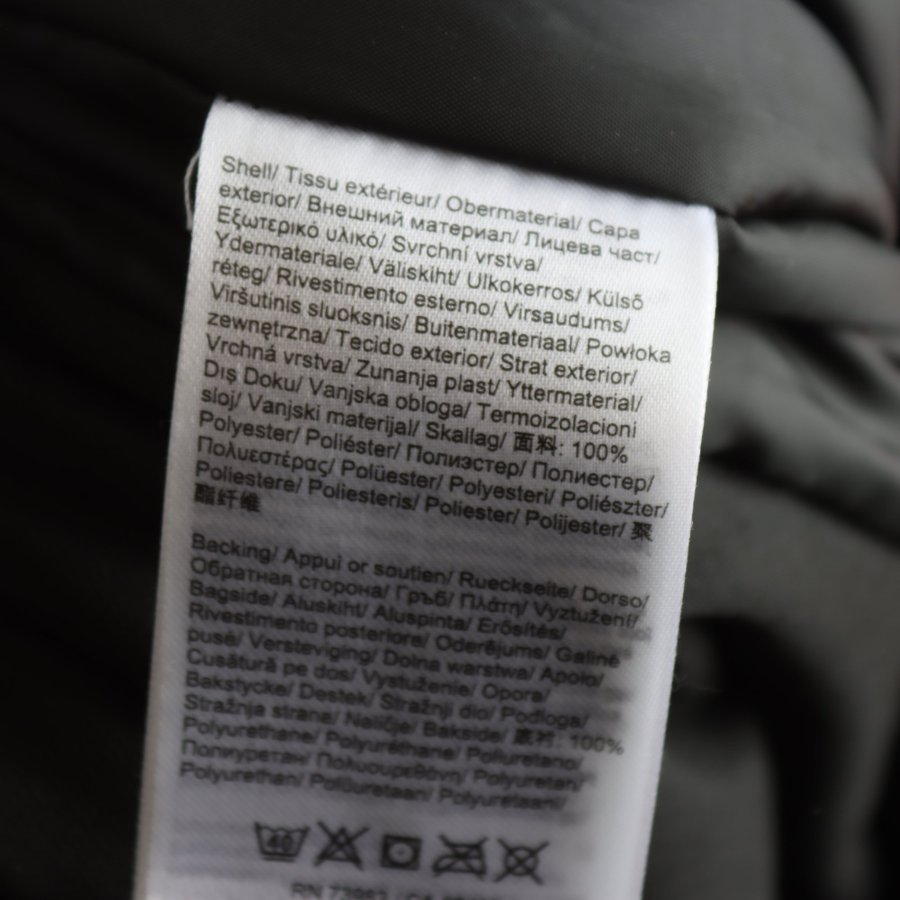 Shell/ Tissu extérieur/ Obermaterial/ Capa
exterior/ Внешний материал/ Лицева част/
Εξωτερικό υλικό/ Svrchní vrstva/
Ydermateriale/ Väliskiht/ Ulkokerros/ Külső
réteg/ Rivestimento esterno/ Virsaudums/
Viršutinis sluoksnis/ Buitenmateriaal/ Powłoka
zewnętrzna/ Tecido exterior/ Strat exterior/
Vrchná vrstva/ Zunanja plast/ Yttermaterial/
Dış Doku/ Vanjska obloga/ Termoizolacioni
sloj/ Vanjski materijal/ Skallag/ 面料: 100%
Polyester/ Poliéster/ Полиэстер/ Полиестер/
Πολυεστέρας/ Polüester/ Polyesteri/ Poliészter/
Poliestere/ Poliesteris/ Poliester/ Polijester/ 聚
酯纤维
Backing/ Appui or soutien/ Rueckseite/ Dorso/
Обратная сторона/ Гръб/ Πλάτη/ Vyztužení/
Bagside/ Aluskiht/ Aluspinta/ Erősítés/
Rivestimento posteriore/ Oderējums/ Galinė
pusė/ Versteviging/ Dolna warstwa/ Apoio/
Cusătură pe dos/ Vystuženie/ Opora/
Bakstycke/ Destek/ Stražnji dio/ Podloga/
Stražnja strana/ Naličje/ Bakside/ 底衬: 100%
Polyurethane/ Polyuréthane/ Poliuretano/
Полиуретан/ Πολυουρεθάνη/ Polyuretan/
Polyurethan/ Polüuretaan/ Polyuretaani/
40
RN